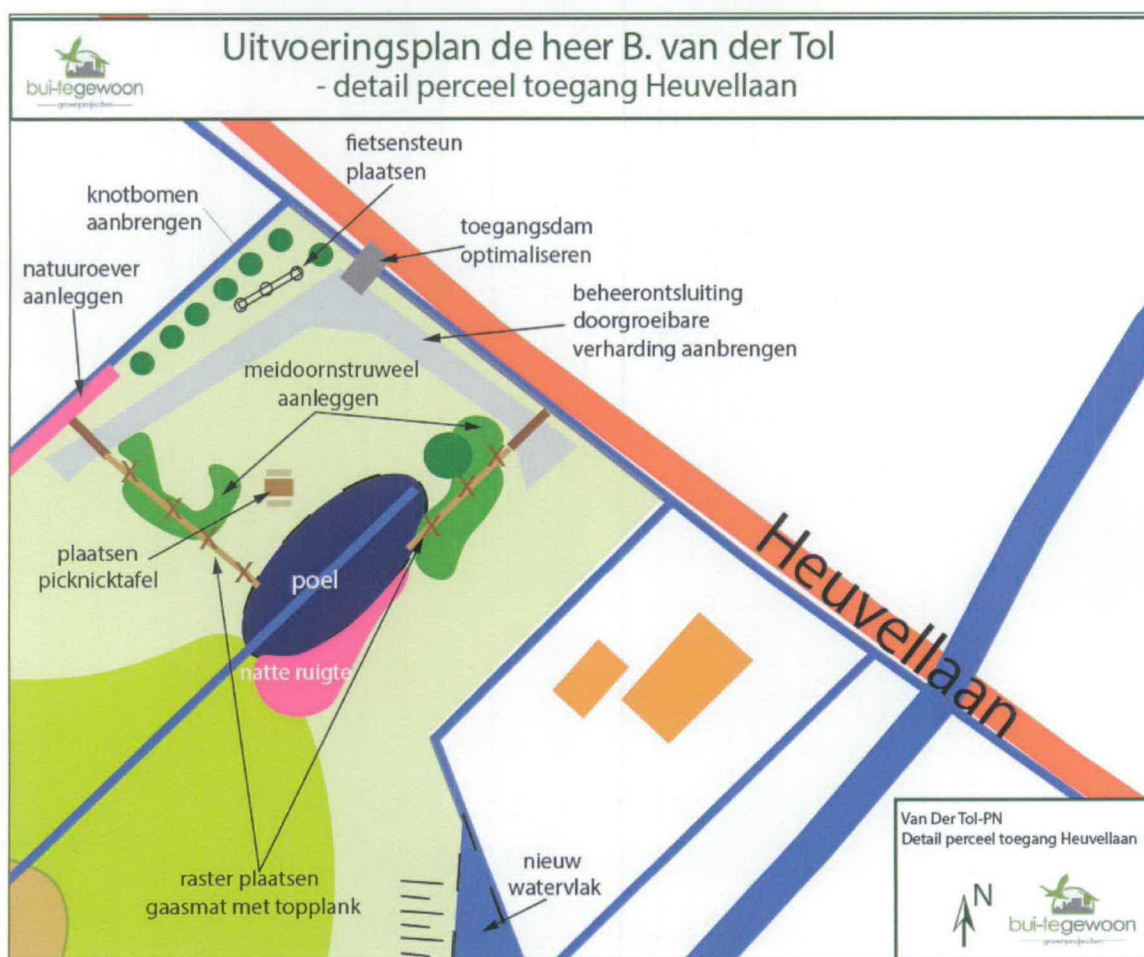 Uitvoeringsplan de heer B. van der Tol
- detail perceel toegang Heuvellaan
bui-tegewoon
groenprojecten
fietsensteun
plaatsen
knotbomen
aanbrengen
toegangsdam
optimaliseren
natuuroever
aanleggen
beheerontsluiting
doorgroeibare
verharding aanbrengen
meidoornstruweel
aanleggen
plaatsen
picknicktafel
poel
natte ruigte
Heuvellaan
raster plaatsen
gaasmat met topplank
nieuw
watervlak
Van Der Tol-PN
Detail perceel toegang Heuvellaan
N
bui-tegewoon
groenprojecten